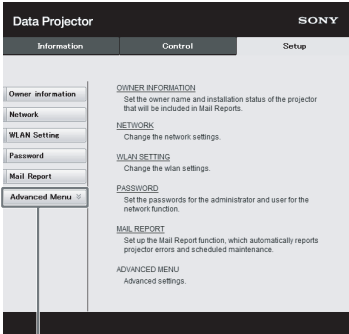 Data Projector
SONY
Information
Control
Setup
Owner information
Network
WLAN Setting
Password
Mail Report
Advanced Menu
OWNER INFORMATION
Set the owner name and installation status of the projector
that will be included in Mail Reports.
NETWORK
Change the network settings.
WLAN SETTING
Change the wlan settings.
PASSWORD
Set the passwords for the administrator and user for the
network function.
MAIL REPORT
Set up the Mail Report function, which automatically reports
projector errors and scheduled maintenance.
ADVANCED MENU
Advanced settings.